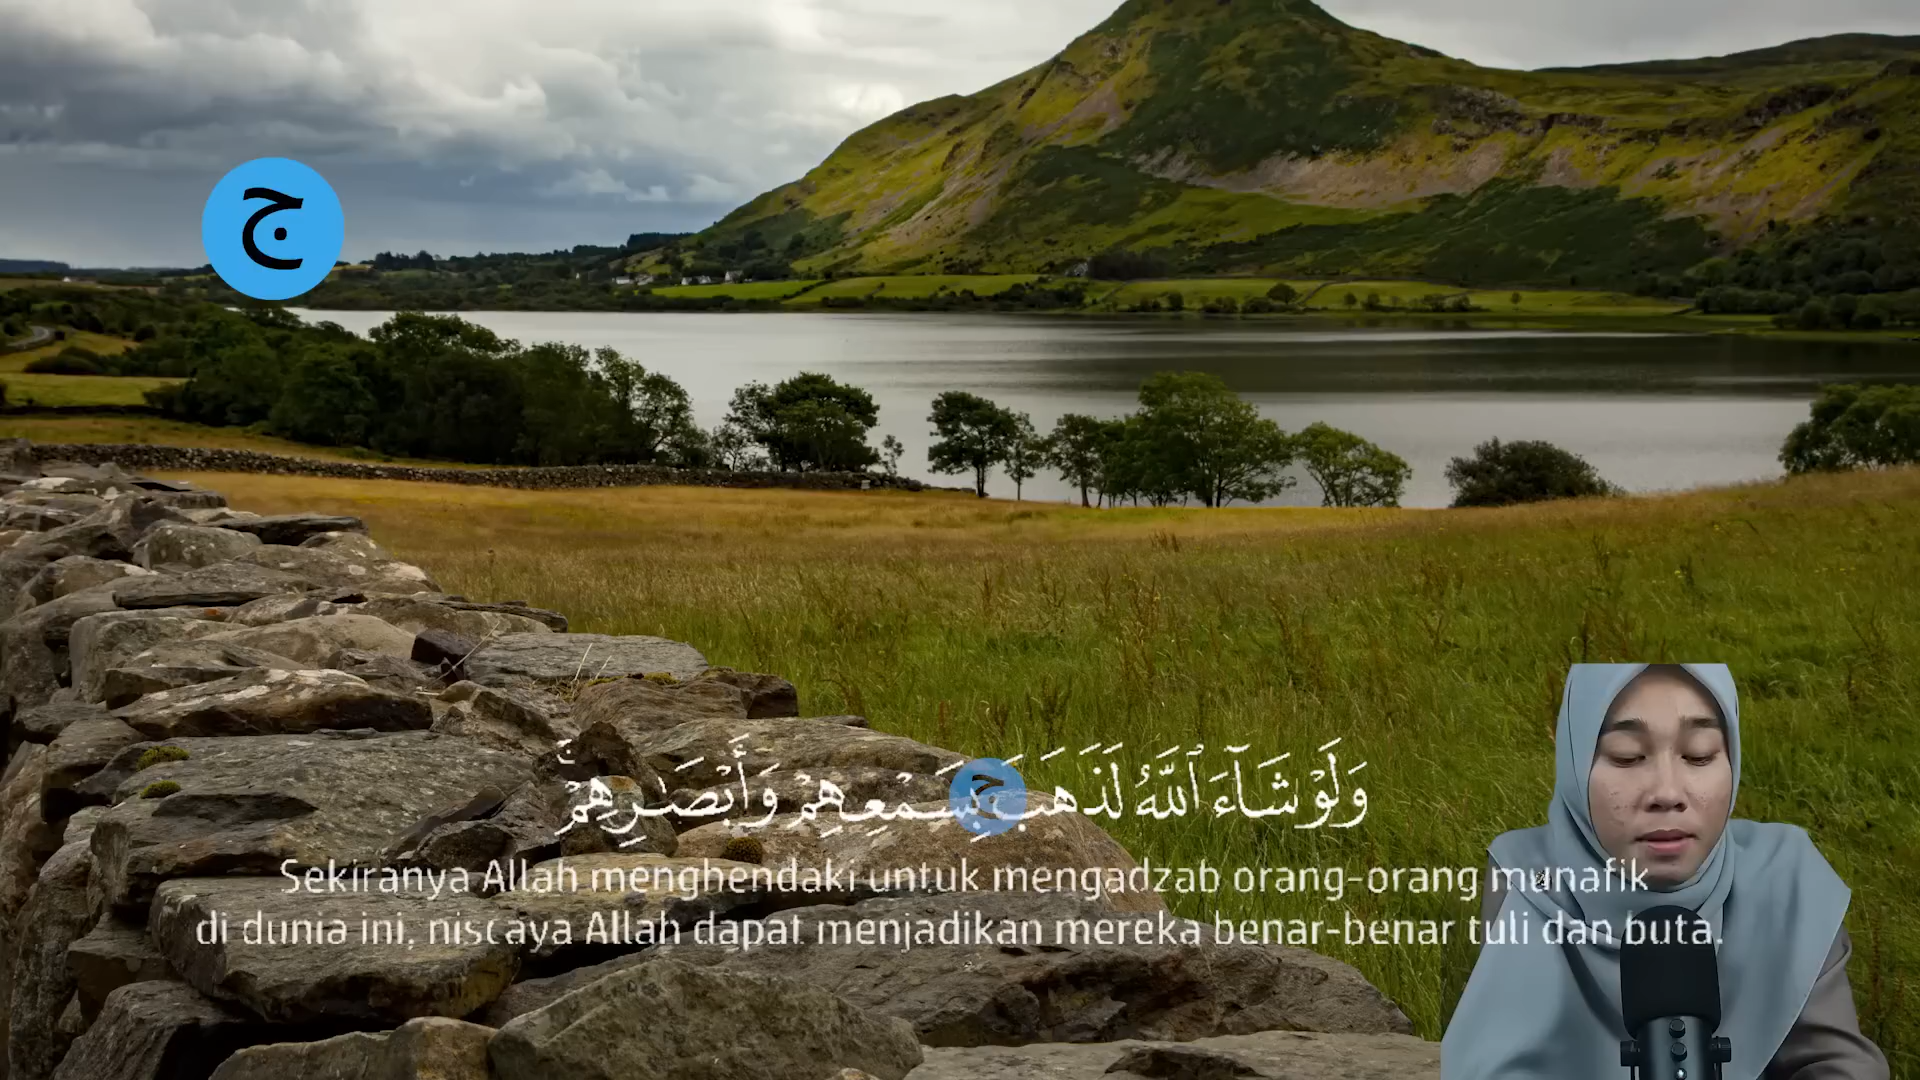 ج
وَلَوْ شَآءَ ٱللَّهُ لَذَهَبَ بِسَمْعِهِمْ وَأَبْصَـٰرِهِمْ ۚ
ج
Sekiranya Allah menghendaki untuk mengadzab orang-orang munafik
di dunia ini, niscaya Allah dapat menjadikan mereka benar-benar tuli dan buta.